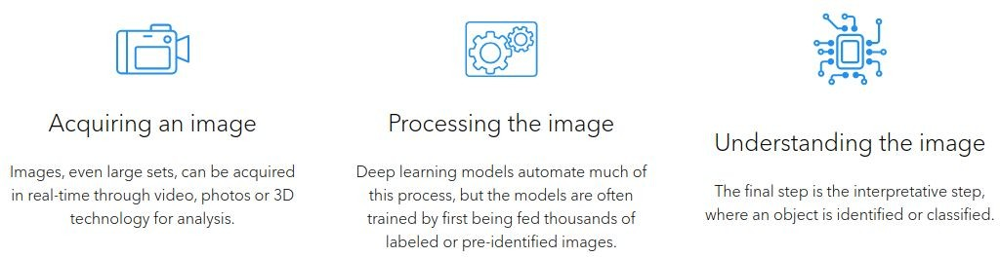 Acquiring an image
Images, even large sets, can be acquired
in real-time through video, photos or 3D
technology for analysis.
Processing the image
Deep learning models automate much of
this process, but the models are often
trained by first being fed thousands of
labeled or pre-identified images.
Understanding the image
The final step is the interpretative step,
where an object is identified or classified.